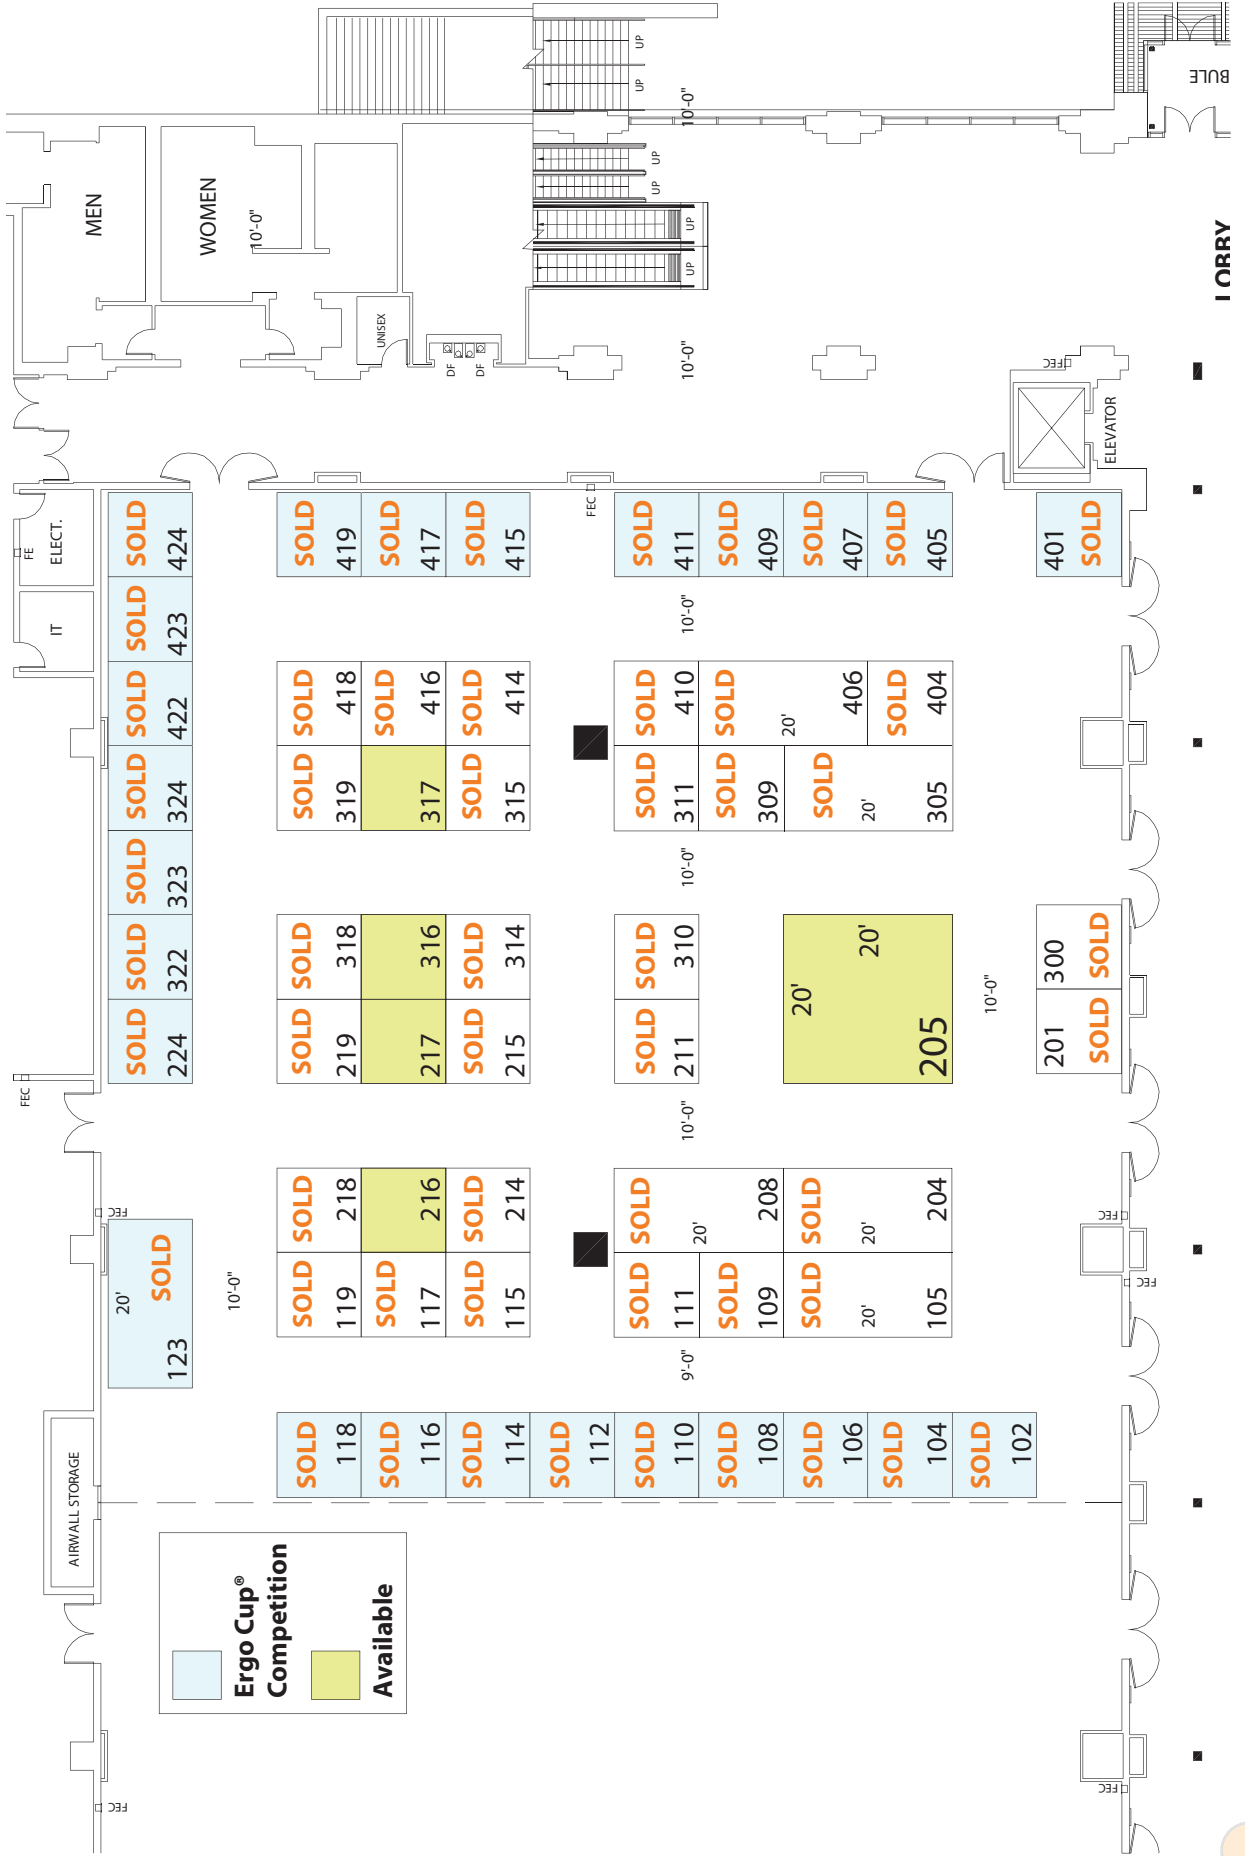 UP
UP
10'-0"
BULE
MEN
WOMEN
10'-0"
UP
UP
UP
UP
LOBBY
UNISEX
DF
DF
10'-0"
FEC
ELEVATOR
FE
ELECT.
IT
FEC
SOLD
424
SOLD
423
SOLD
422
SOLD
324
SOLD
323
SOLD
322
SOLD
224
SOLD
419
SOLD
417
SOLD
415
SOLD
411
SOLD
409
SOLD
407
SOLD
405
401
SOLD
10'-0"
SOLD
418
SOLD
416
SOLD
414
SOLD
410
SOLD
20'
406
SOLD
404
SOLD
319
317
SOLD
315
SOLD
311
SOLD
309
SOLD
20'
305
10'-0"
SOLD
318
316
SOLD
314
SOLD
310
SOLD
219
217
SOLD
215
SOLD
211
20'
20'
205
10'-0"
300
SOLD
201
SOLD
FEC
10'-0"
FEC
SOLD
218
216
SOLD
214
SOLD
20'
208
SOLD
20'
204
FEC
20'
SOLD
123
10'-0"
SOLD
119
SOLD
117
SOLD
115
SOLD
111
SOLD
109
SOLD
20'
105
FEC
9'-0"
SOLD
118
SOLD
116
SOLD
114
SOLD
112
SOLD
110
SOLD
108
SOLD
106
SOLD
104
SOLD
102
AIRWALL STORAGE
Ergo Cup®
Competition
Available
FEC
FEC